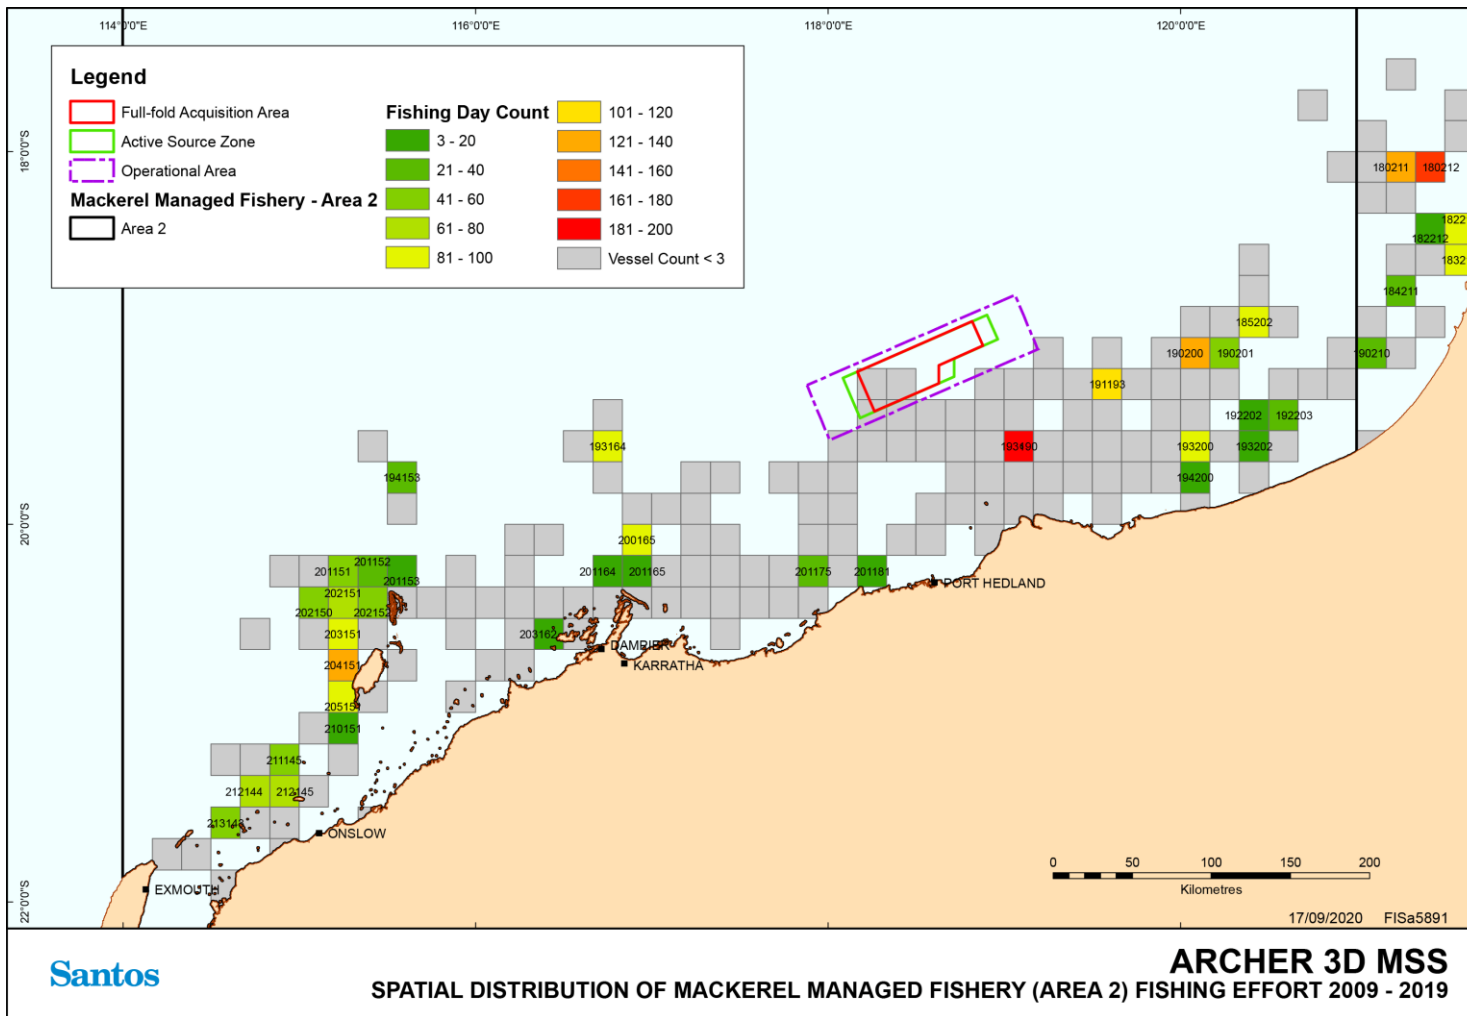 114°0'0"E
116°0'0"E
118°0'0"E
120°0'0"E
18°0'0"S
20°0'0"S
22°0'0"S
Legend
Full-fold Acquisition Area
Active Source Zone
Operational Area
Mackerel Managed Fishery - Area 2
Area 2
Fishing Day Count
3 - 20
21 - 40
41 - 60
61 - 80
81 - 100
101 - 120
121 - 140
141 - 160
161 - 180
181 - 200
Vessel Count < 3
180211
180212
1822
182212
1832
184211
185202
190200
190201
190210
191193
192202
192203
193164
193490
193200
193202
194153
194200
200165
201151
201152
201153
201164
201165
201175
201181
202150
202151
202152
203151
203162
204151
205151
210151
211145
212144
212145
213143
PORT HEDLAND
DAMPIER
KARRATHA
ONSLOW
EXMOUTH
0 50 100 150 200
Kilometres
17/09/2020 FISa5891
Santos
ARCHER 3D MSS
SPATIAL DISTRIBUTION OF MACKEREL MANAGED FISHERY (AREA 2) FISHING EFFORT 2009 - 2019